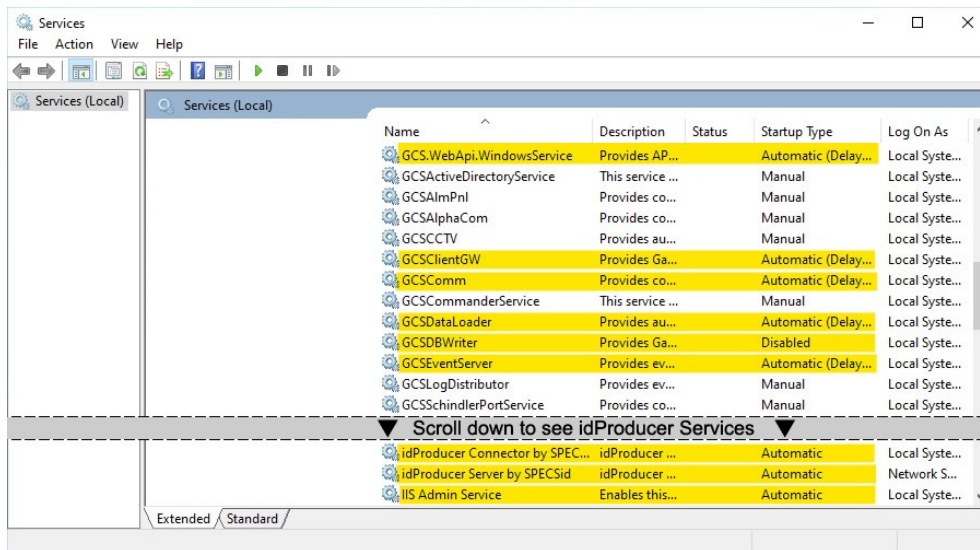 Services
File Action View Help
Services (Local)
Services (Local)
Name Description Status Startup Type Log On As
GCS.WebApi.WindowsService Provides AP... Automatic (Delay... Local Syste...
GCSActiveDirectoryService This service ... Manual Local Syste...
GCSAlmPnl Provides co... Manual Local Syste...
GCSAlphaCom Provides co... Manual Local Syste...
GCSCCTV Provides au... Manual Local Syste...
GCSClientGW Provides Ga... Automatic (Delay... Local Syste...
GCSComm Provides co... Automatic (Delay... Local Syste...
GCSCommanderService This service ... Manual Local Syste...
GCSDataLoader Provides au... Automatic (Delay... Local Syste...
GCSDBWriter Provides Ga... Disabled Local Syste...
GCSEventServer Provides ev... Automatic (Delay... Local Syste...
GCSLogDistributor Provides ev... Manual Local Syste...
GCSSchindlerPortService Provides co... Manual Local Syste...
Scroll down to see idProducer Services
idProducer Connector by SPEC... idProducer ... Automatic Local Syste...
idProducer Server by SPECSid idProducer ... Automatic Network S...
IIS Admin Service Enables this... Automatic Local Syste...
Extended Standard